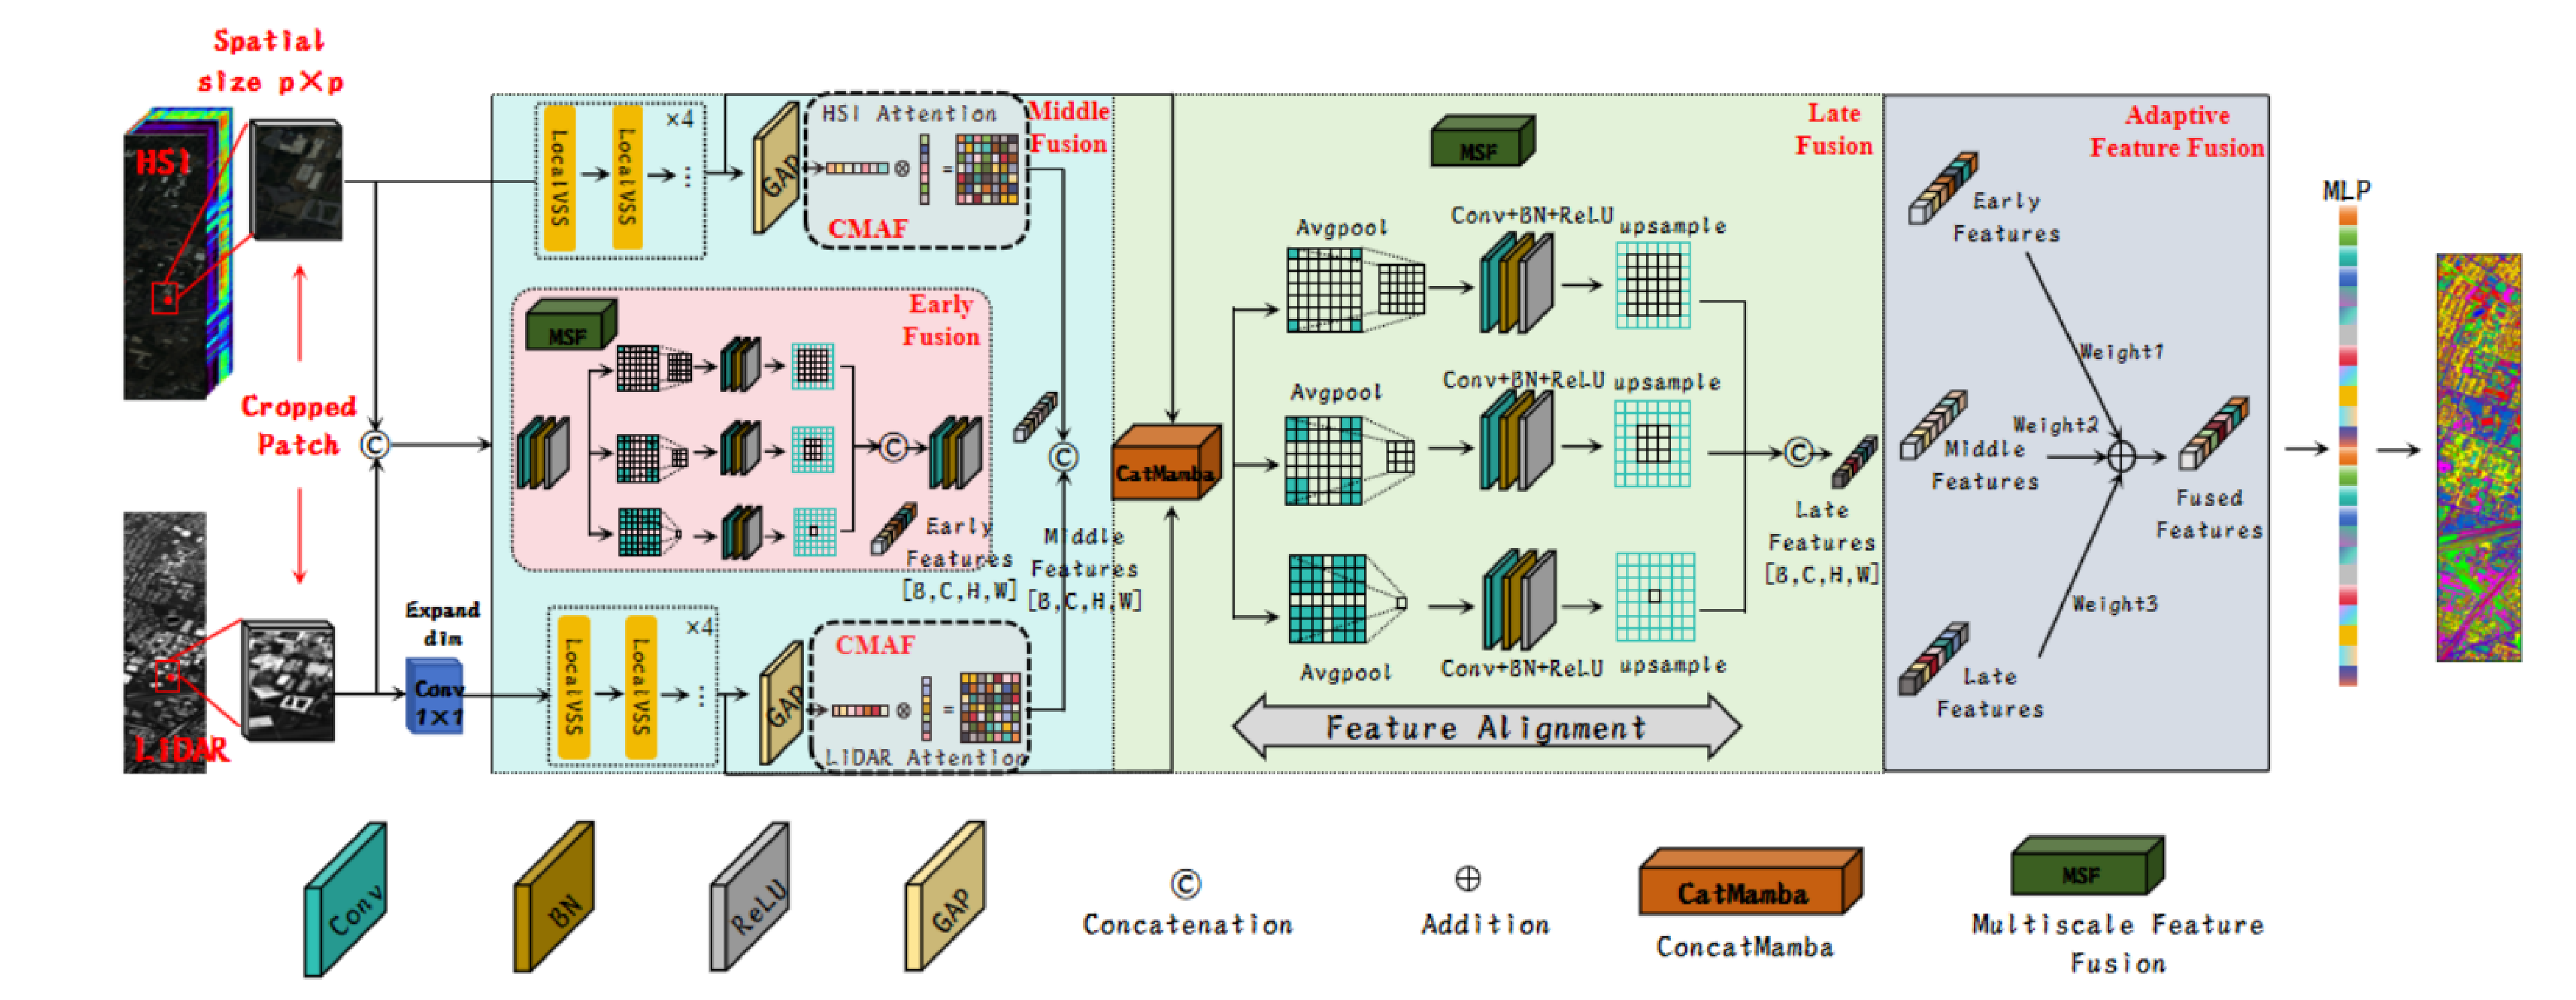 Spatial
size p×p
HSI
Cropped
Patch
LiDAR
Expand
dim
Conv
1×1
LocalVSS
LocalVSS
×4
GAP
HSI Attention
CMAF
Middle
Fusion
MSF
Early
Fusion
Early
Features
[B,C,H,W]
Middle
Features
[B,C,H,W]
LocalVSS
LocalVSS
×4
GAP
CMAF
LiDAR Attention
CatMamba
MSF
Late
Fusion
Avgpool
Conv+BN+ReLU
upsample
Avgpool
Conv+BN+ReLU
upsample
Avgpool
Conv+BN+ReLU
upsample
Feature Alignment
Late
Features
[B,C,H,W]
Adaptive
Feature Fusion
Early
Features
Weight1
Weight2
Middle
Features
Weight3
Late
Features
Fused
Features
MLP
Conv
BN
ReLU
GAP
Concatenation
Addition
CatMamba
ConcatMamba
MSF
Multiscale Feature
Fusion